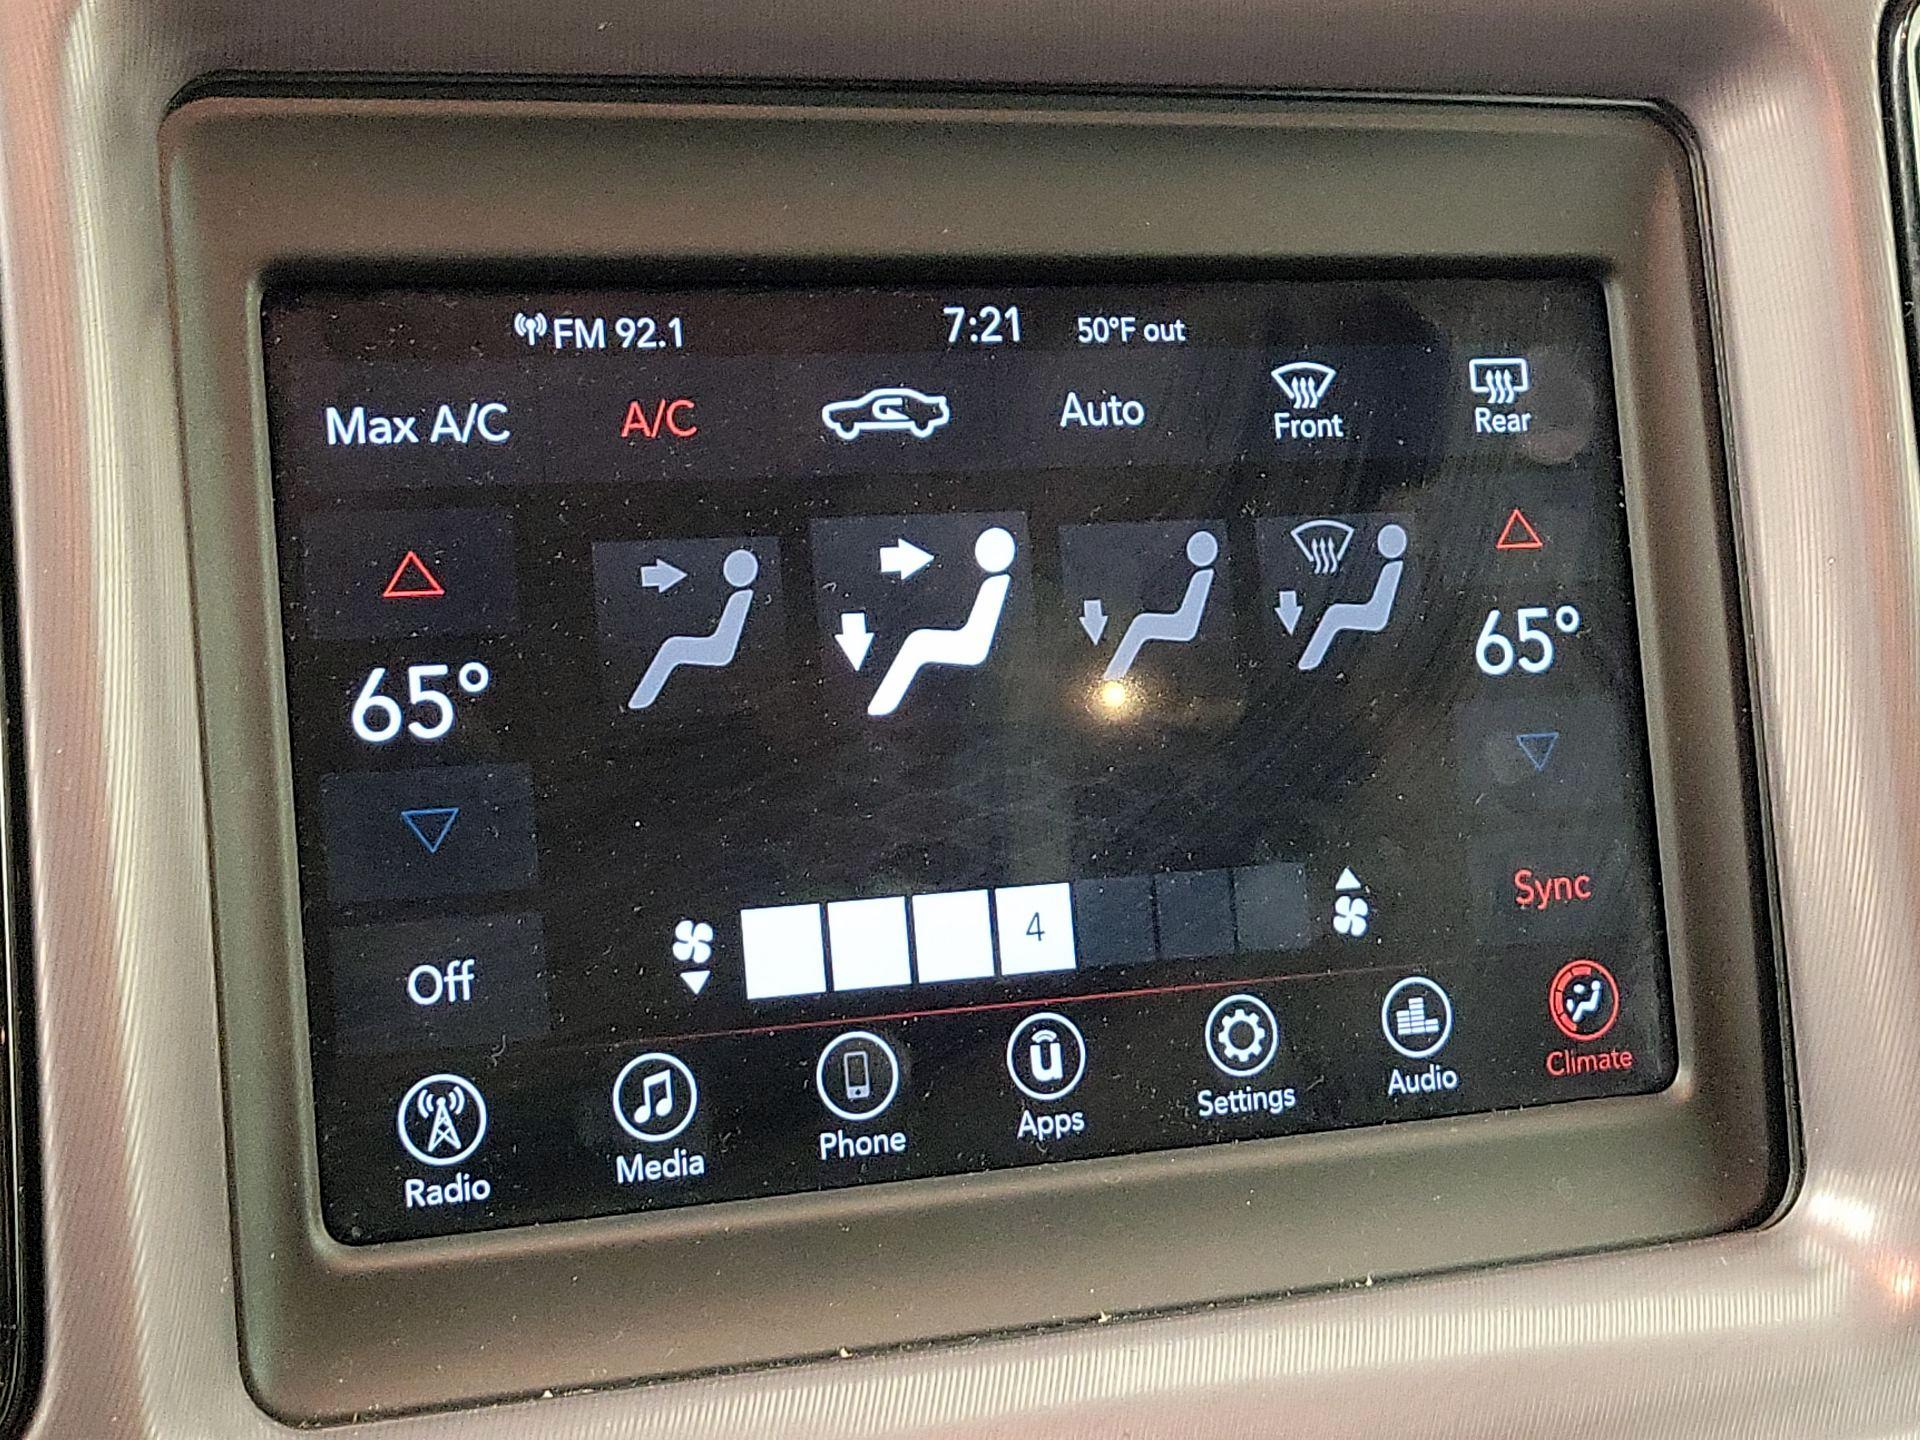 FM 92.1 7:21 50°F out
Max A/C A/C Auto Front Rear
65° 65°
Sync
4
Off
Radio Media Phone Apps Settings Audio Climate